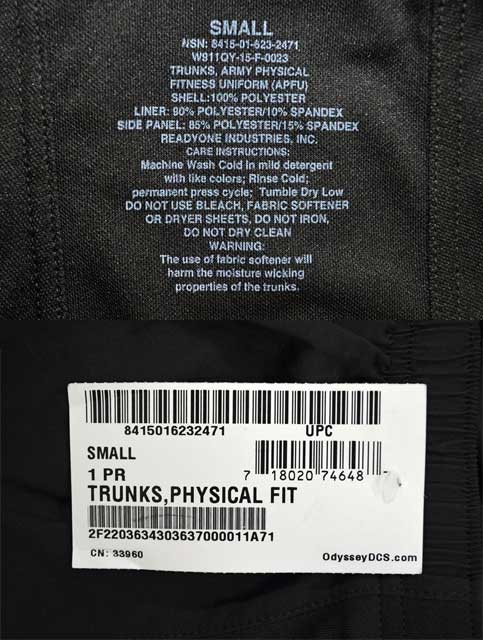 SMALL
NSN: 8415-01-623-2471
W911QY-15-F-0023
TRUNKS, ARMY PHYSICAL
FITNESS UNIFORM (APFU)
SHELL:100% POLYESTER
LINER: 90% POLYESTER/10% SPANDEX
SIDE PANEL: 85% POLYESTER/15% SPANDEX
READYONE INDUSTRIES, INC.
CARE INSTRUCTIONS:
Machine Wash Cold in mild detergent
with like colors; Rinse Cold;
permanent press cycle; Tumble Dry Low
DO NOT USE BLEACH, FABRIC SOFTENER
OR DRYER SHEETS, DO NOT IRON,
DO NOT DRY CLEAN
WARNING:
The use of fabric softener will
harm the moisture wicking
properties of the trunks.
8415016232471 UPC
SMALL
1 PR
7 18020 74648
TRUNKS,PHYSICAL FIT
2F2203634303637000011A71
CN: 33960
OdysseyDCS.com